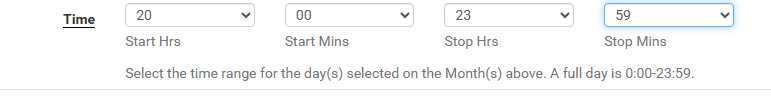 Time 20 00 23 59
Start Hrs Start Mins Stop Hrs Stop Mins
Select the time range for the day(s) selected on the Month(s) above. A full day is 0:00-23:59.